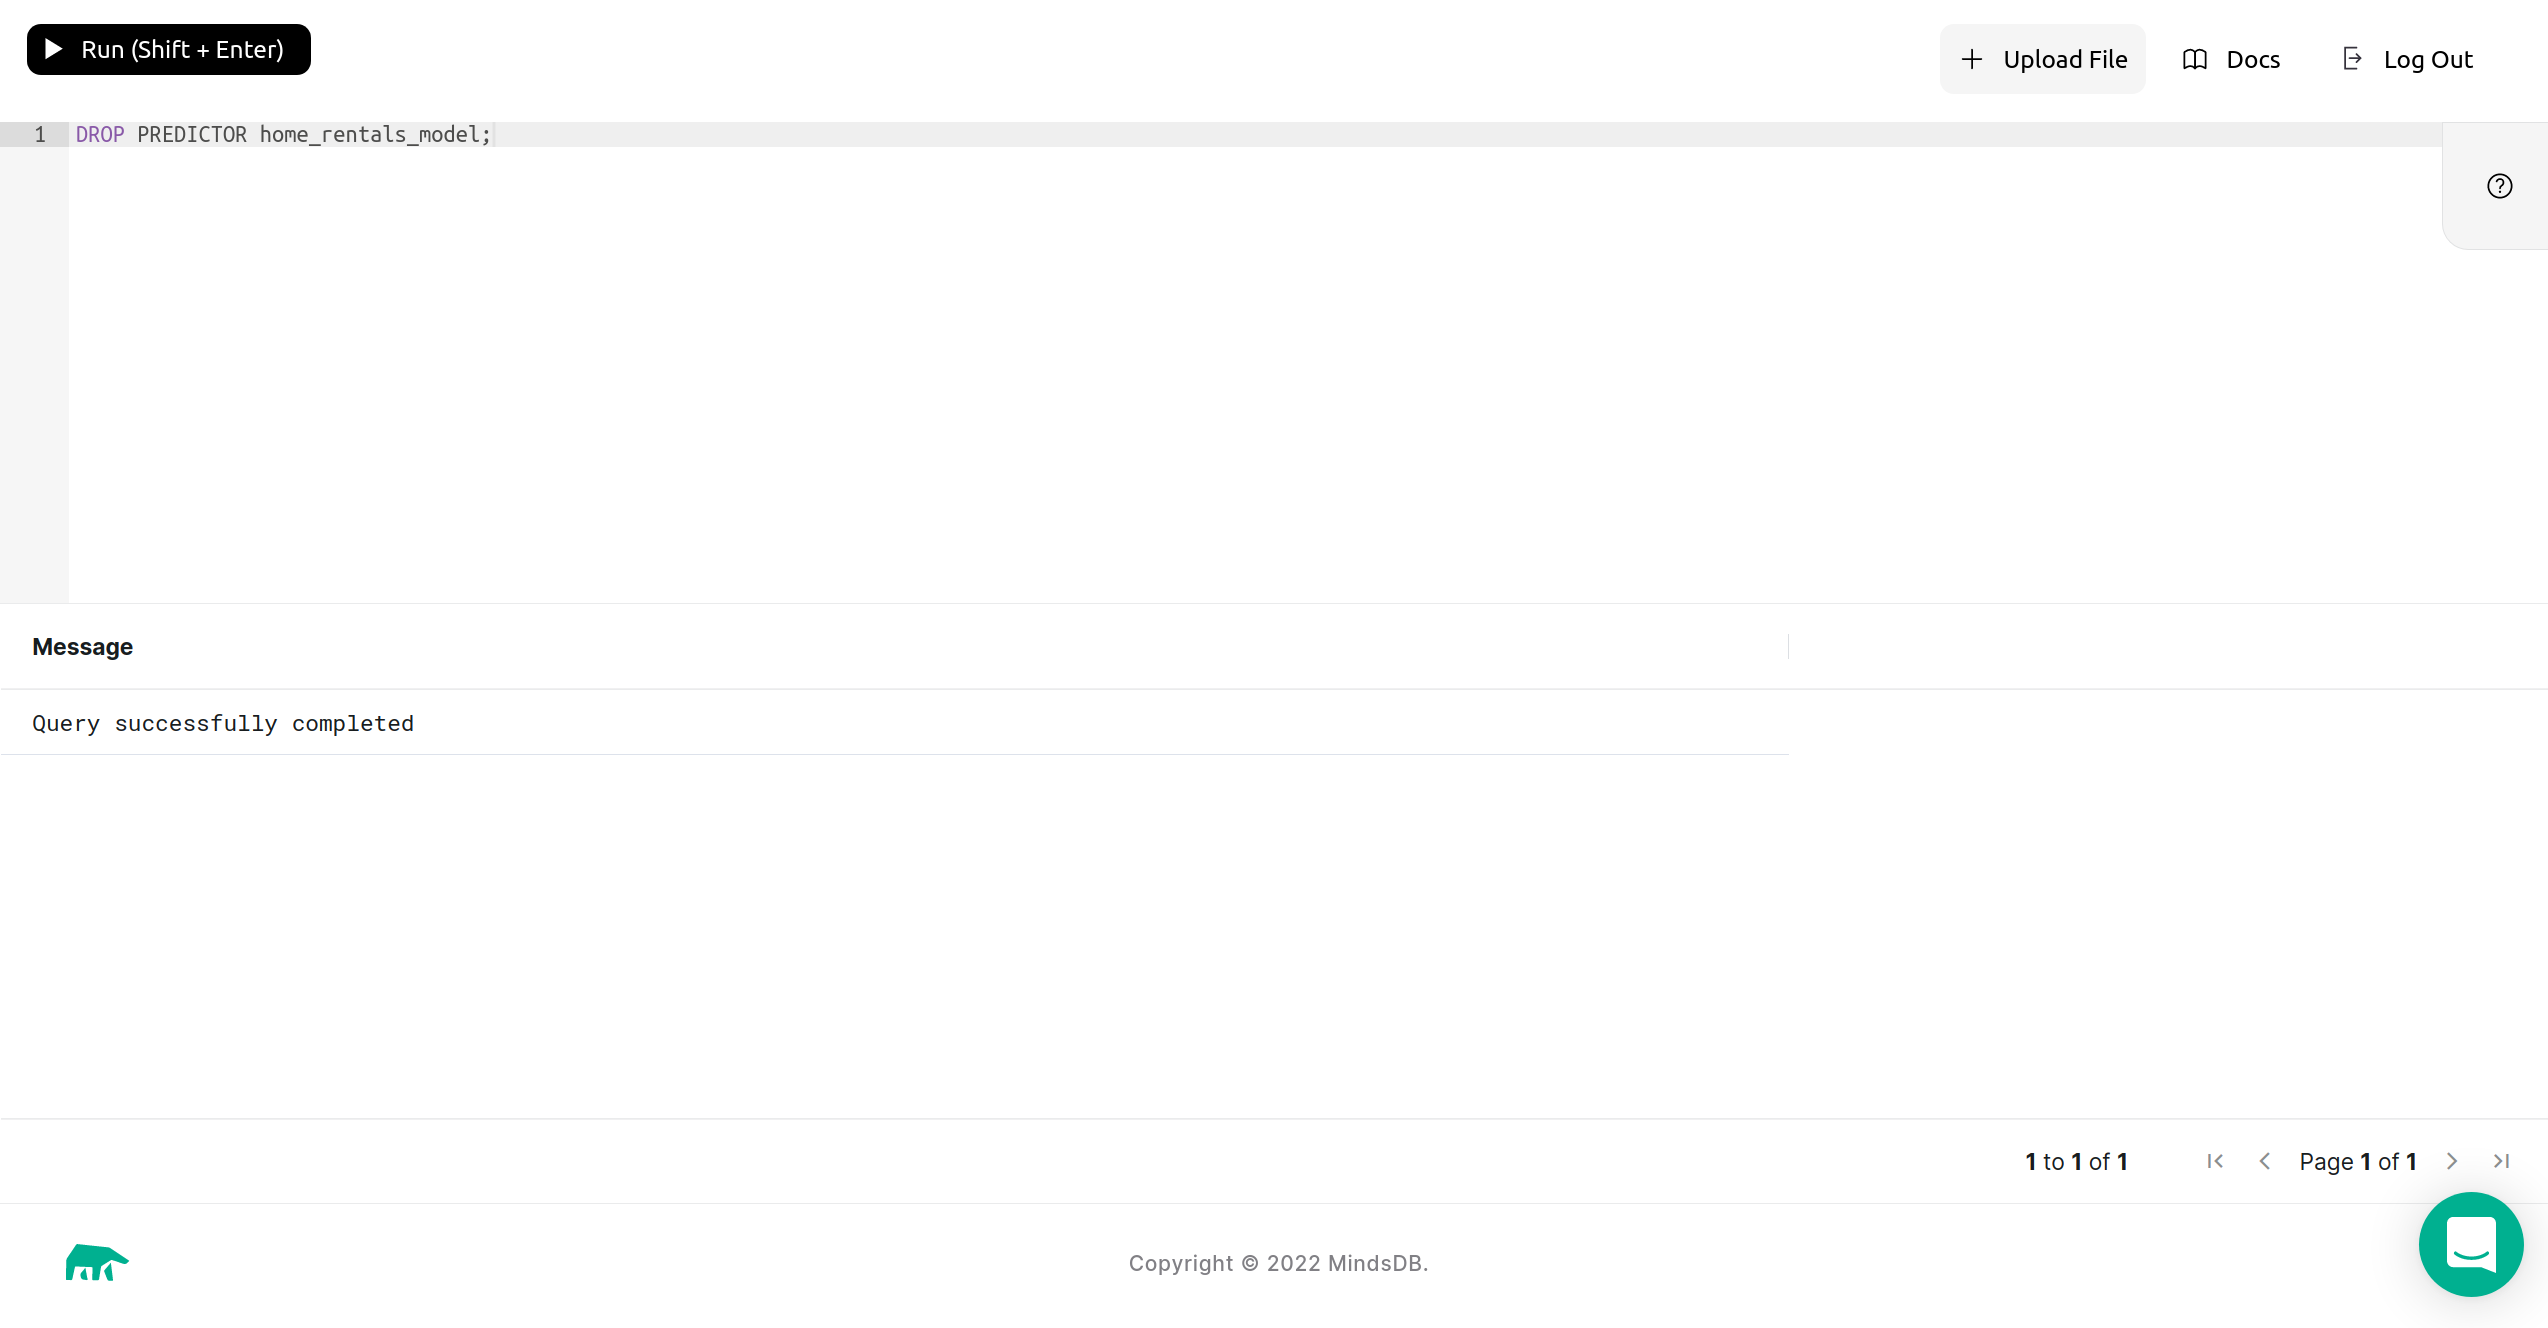 Run (Shift + Enter)
Upload File
Docs
Log Out
1 DROP PREDICTOR home_rentals_model;
Message
Query successfully completed
1 to 1 of 1
Page 1 of 1
Copyright © 2022 MindsDB.